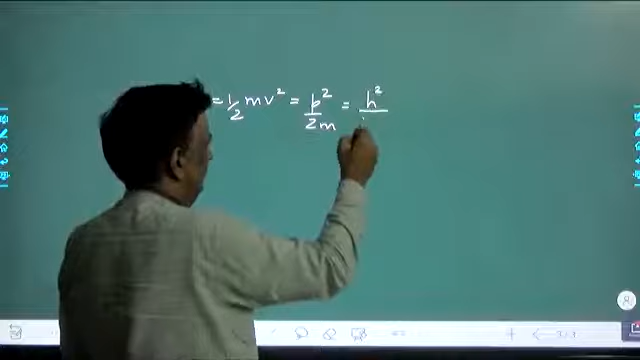 = 1/2 mv² = p²/2m = h²